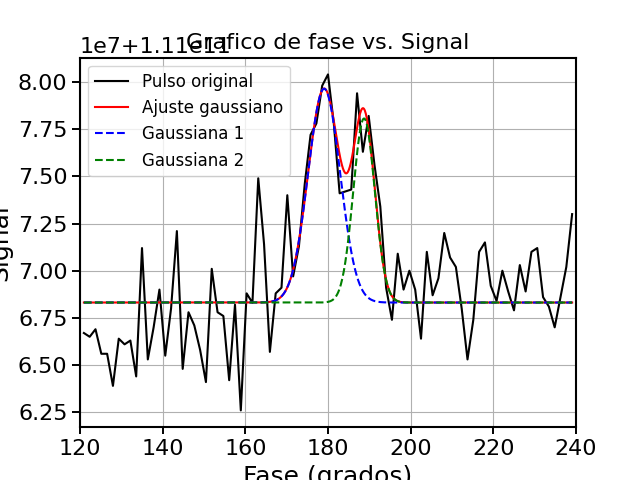 1e7+1.11e11
Grafico de fase vs. Signal
Pulso original
Ajuste gaussiano
Gaussiana 1
Gaussiana 2
8.00
7.75
7.50
7.25
7.00
6.75
6.50
6.25
Signal
120 140 160 180 200 220 240
Fase (grados)